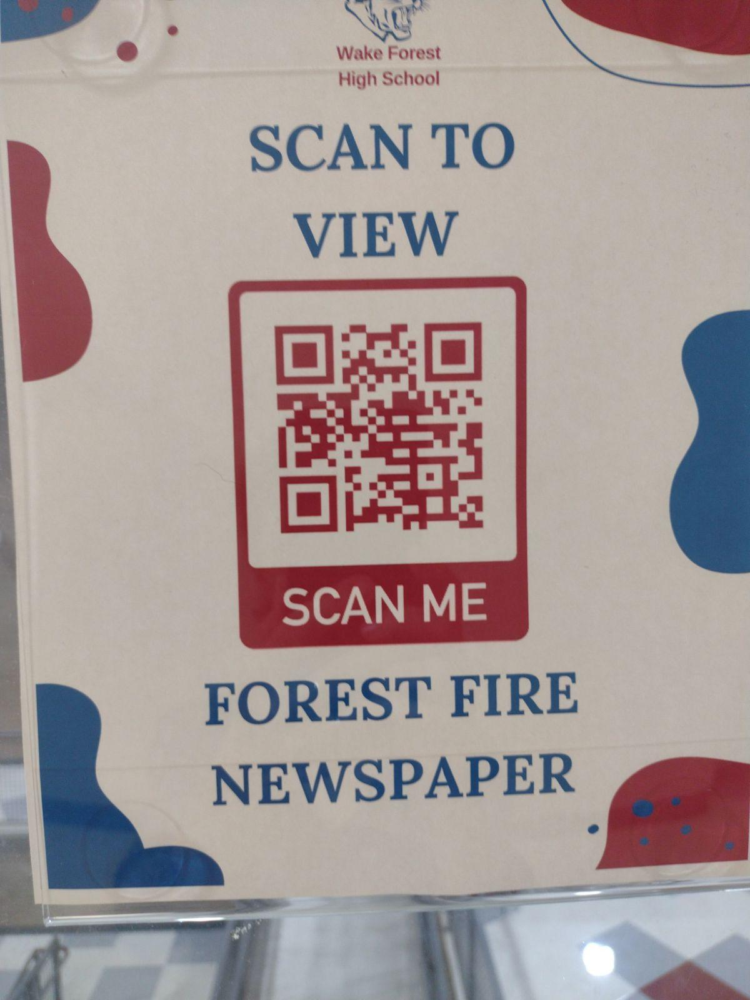 Wake Forest
High School
SCAN TO
VIEW
SCAN ME
FOREST FIRE
NEWSPAPER